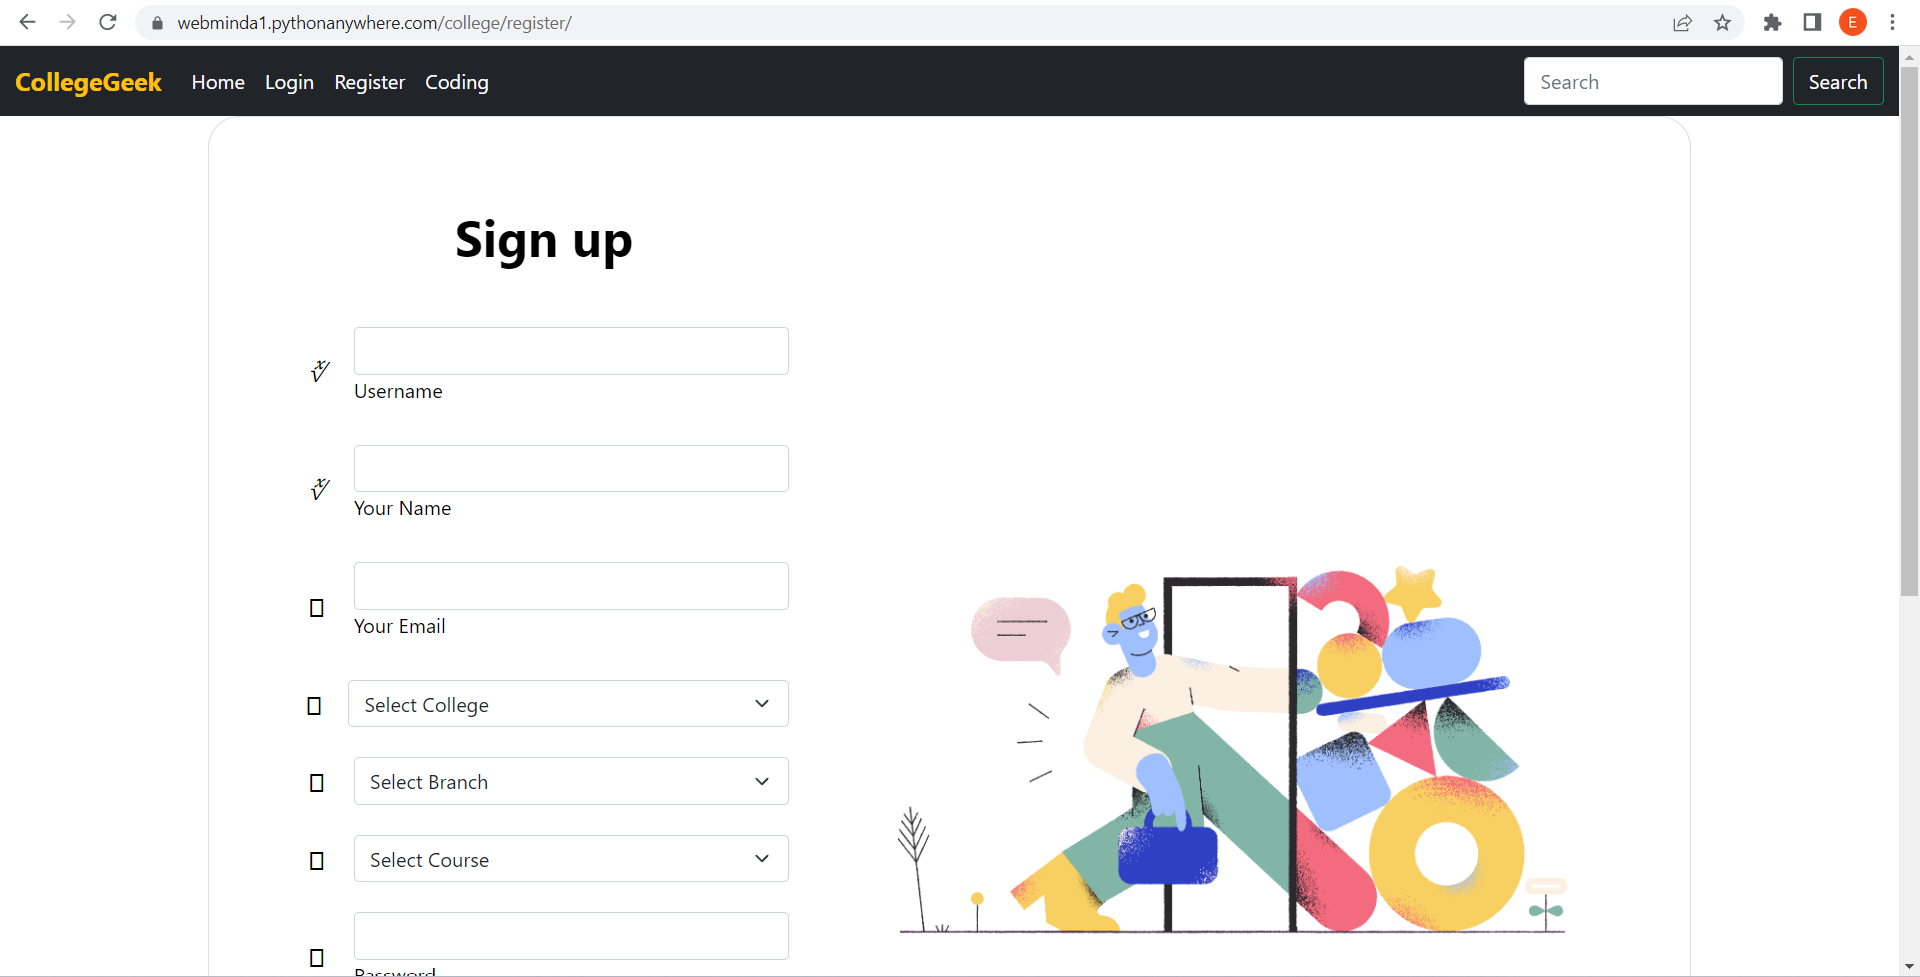 webminda1.pythonanywhere.com/college/register/
E
CollegeGeek Home Login Register Coding Search Search
Sign up
Username
Your Name
Your Email
Select College
Select Branch
Select Course
Password